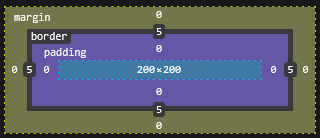 margin 0
border 5
padding 0
0 5 0 200×200 0 5 0
0
5
0